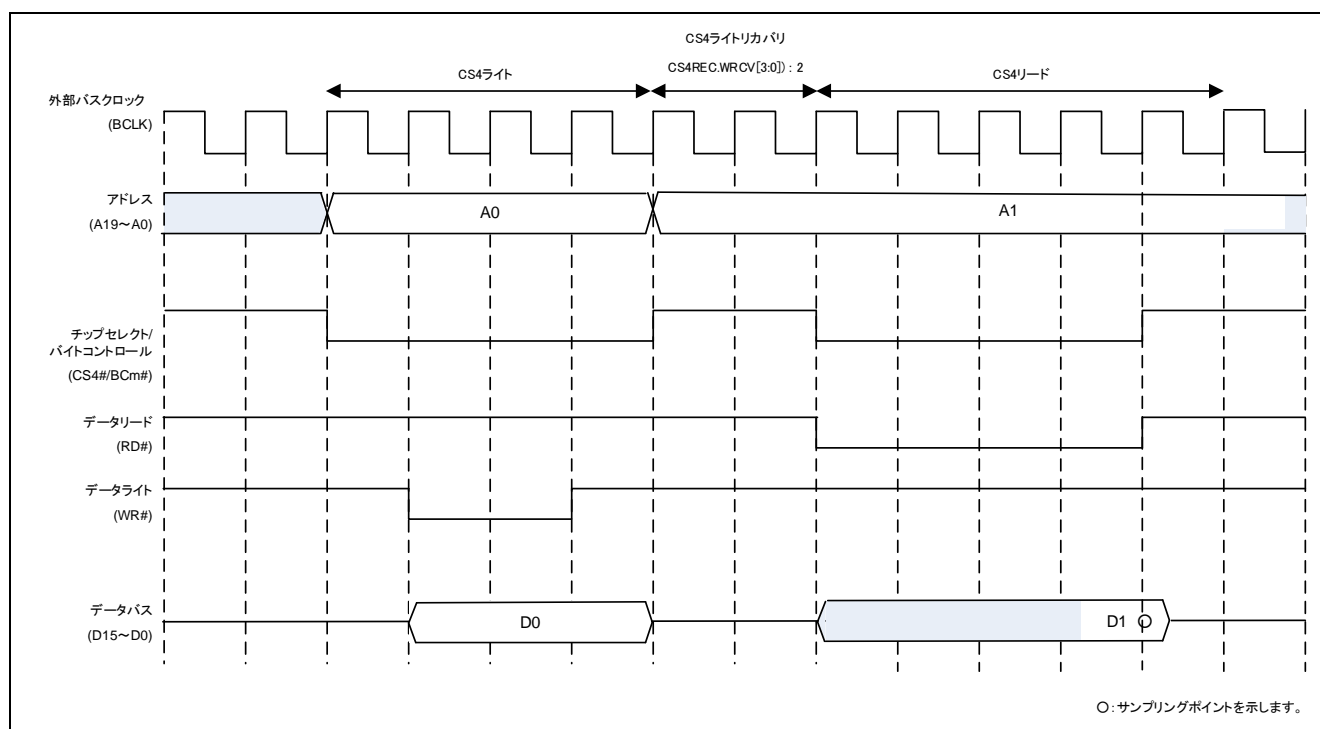 CS4ライトリカバリ
CS4REC.WRCV[3:0]) : 2
CS4ライト
CS4リード
外部バスクロック
(BCLK)
アドレス
(A19～A0)
A0
A1
チップセレクト/
バイトコントロール
(CS4#/BCm#)
データリード
(RD#)
データライト
(WR#)
データバス
(D15～D0)
D0
D1
○：サンプリングポイントを示します。